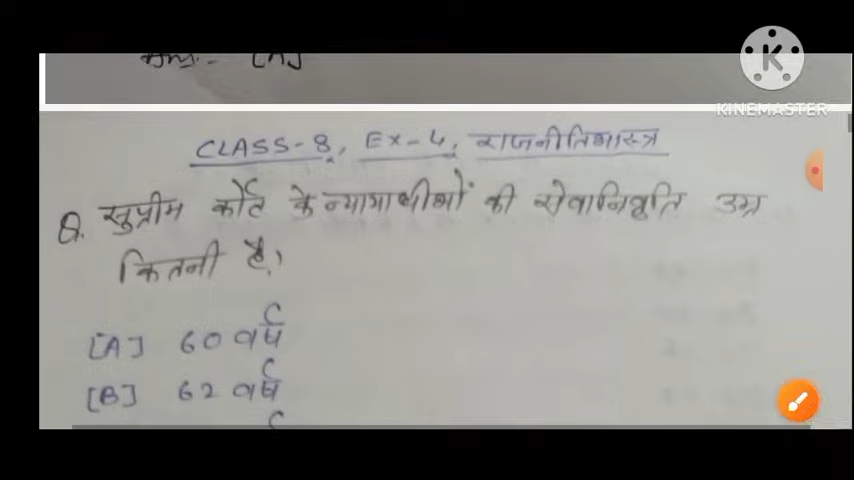 [A]
KINEMASTER
CLASS-8, Ex-4, राजनीतिशास्त्र
Q. सुप्रीम कोर्ट के न्यायाधीशों की सेवानिवृति उम्र
कितनी है।
[A] 60 वर्ष
[B] 62 वर्ष